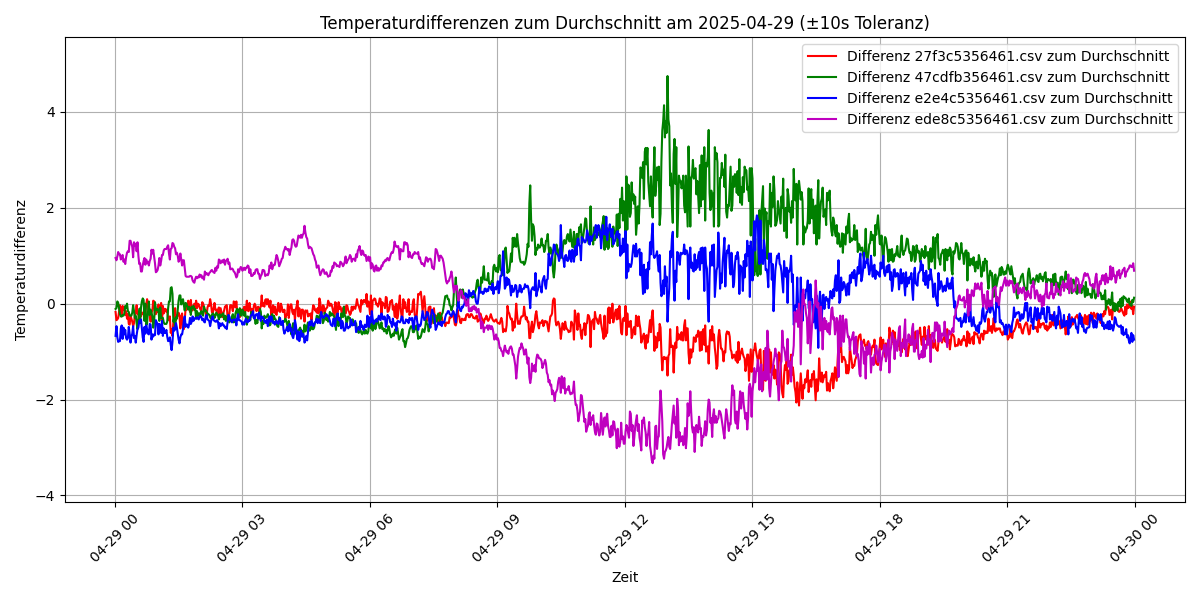 Temperaturdifferenzen zum Durchschnitt am 2025-04-29 (±10s Toleranz)
Differenz 27f3c5356461.csv zum Durchschnitt
Differenz 47cdfb356461.csv zum Durchschnitt
Differenz e2e4c5356461.csv zum Durchschnitt
Differenz ede8c5356461.csv zum Durchschnitt
Temperaturdifferenz
4
2
0
−2
−4
04-29 00
04-29 03
04-29 06
04-29 09
04-29 12
04-29 15
04-29 18
04-29 21
04-30 00
Zeit